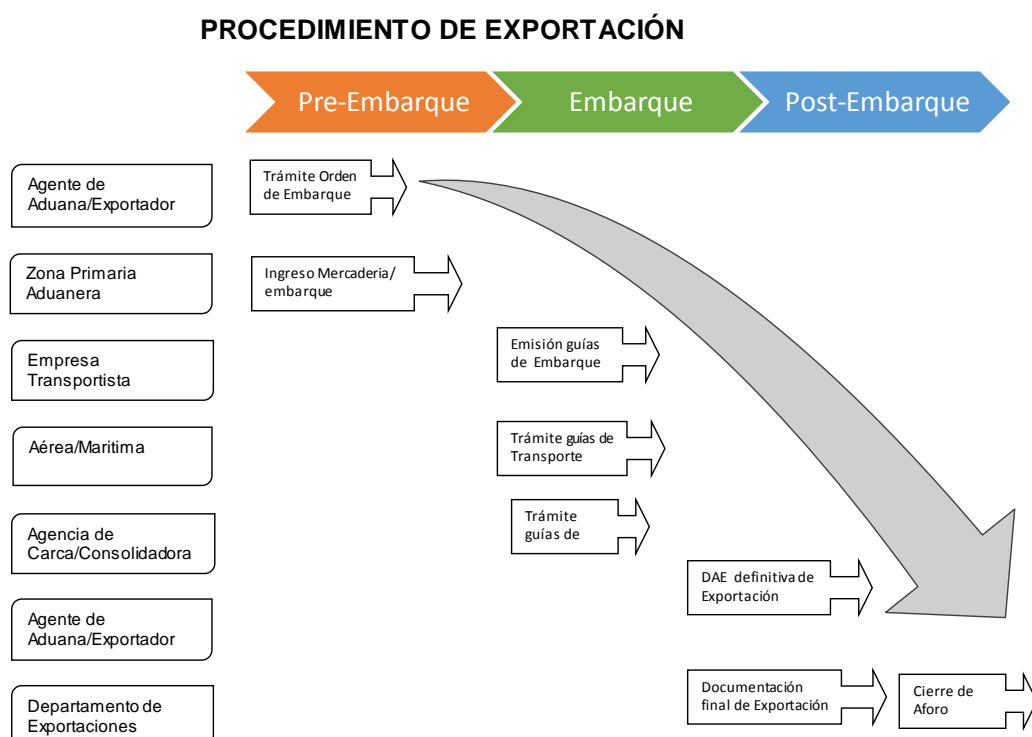 PROCEDIMIENTO DE EXPORTACIÓN
Pre-Embarque
Embarque
Post-Embarque
Agente de
Aduana/Exportador
Trámite Orden
de Embarque
Zona Primaria
Aduanera
Ingreso Mercaderia/
embarque
Empresa
Transportista
Emisión guías
de Embarque
Aérea/Maritima
Trámite guías de
Transporte
Agencia de
Carca/Consolidadora
Trámite
guías de
DAE definitiva de
Exportación
Agente de
Aduana/Exportador
Departamento de
Exportaciones
Documentación
final de Exportación
Cierre de
Aforo